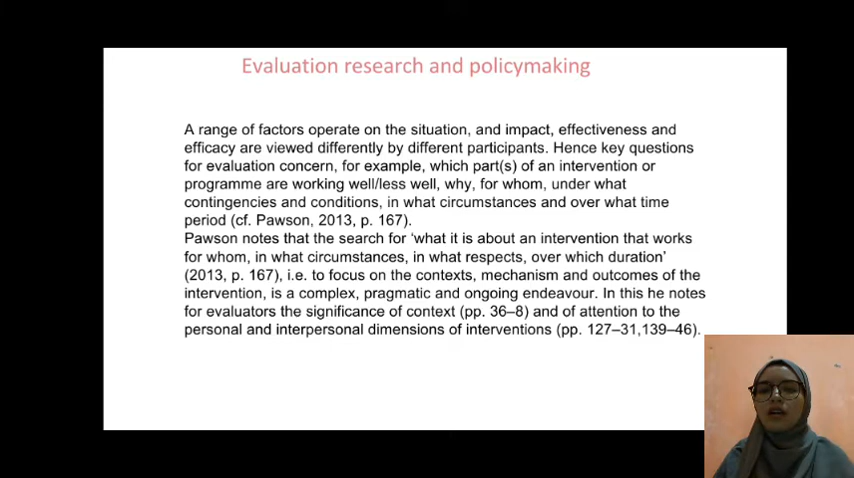 Evaluation research and policymaking
A range of factors operate on the situation, and impact, effectiveness and
efficacy are viewed differently by different participants. Hence key questions
for evaluation concern, for example, which part(s) of an intervention or
programme are working well/less well, why, for whom, under what
contingencies and conditions, in what circumstances and over what time
period (cf. Pawson, 2013, p. 167).
Pawson notes that the search for ‘what it is about an intervention that works
for whom, in what circumstances, in what respects, over which duration’
(2013, p. 167), i.e. to focus on the contexts, mechanism and outcomes of the
intervention, is a complex, pragmatic and ongoing endeavour. In this he notes
for evaluators the significance of context (pp. 36–8) and of attention to the
personal and interpersonal dimensions of interventions (pp. 127–31,139–46).